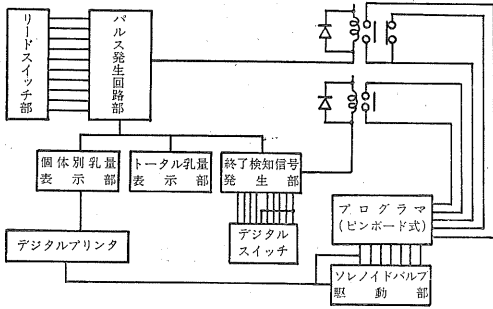 リードスイッチ部
パルス発生回路部
個体別乳量
表示部
トータル乳量
表示部
終了検知信号
発生部
デジタル
スイッチ
デジタルプリンタ
プログラマ
(ピンボード式)
ソレノイドバルブ
駆動部